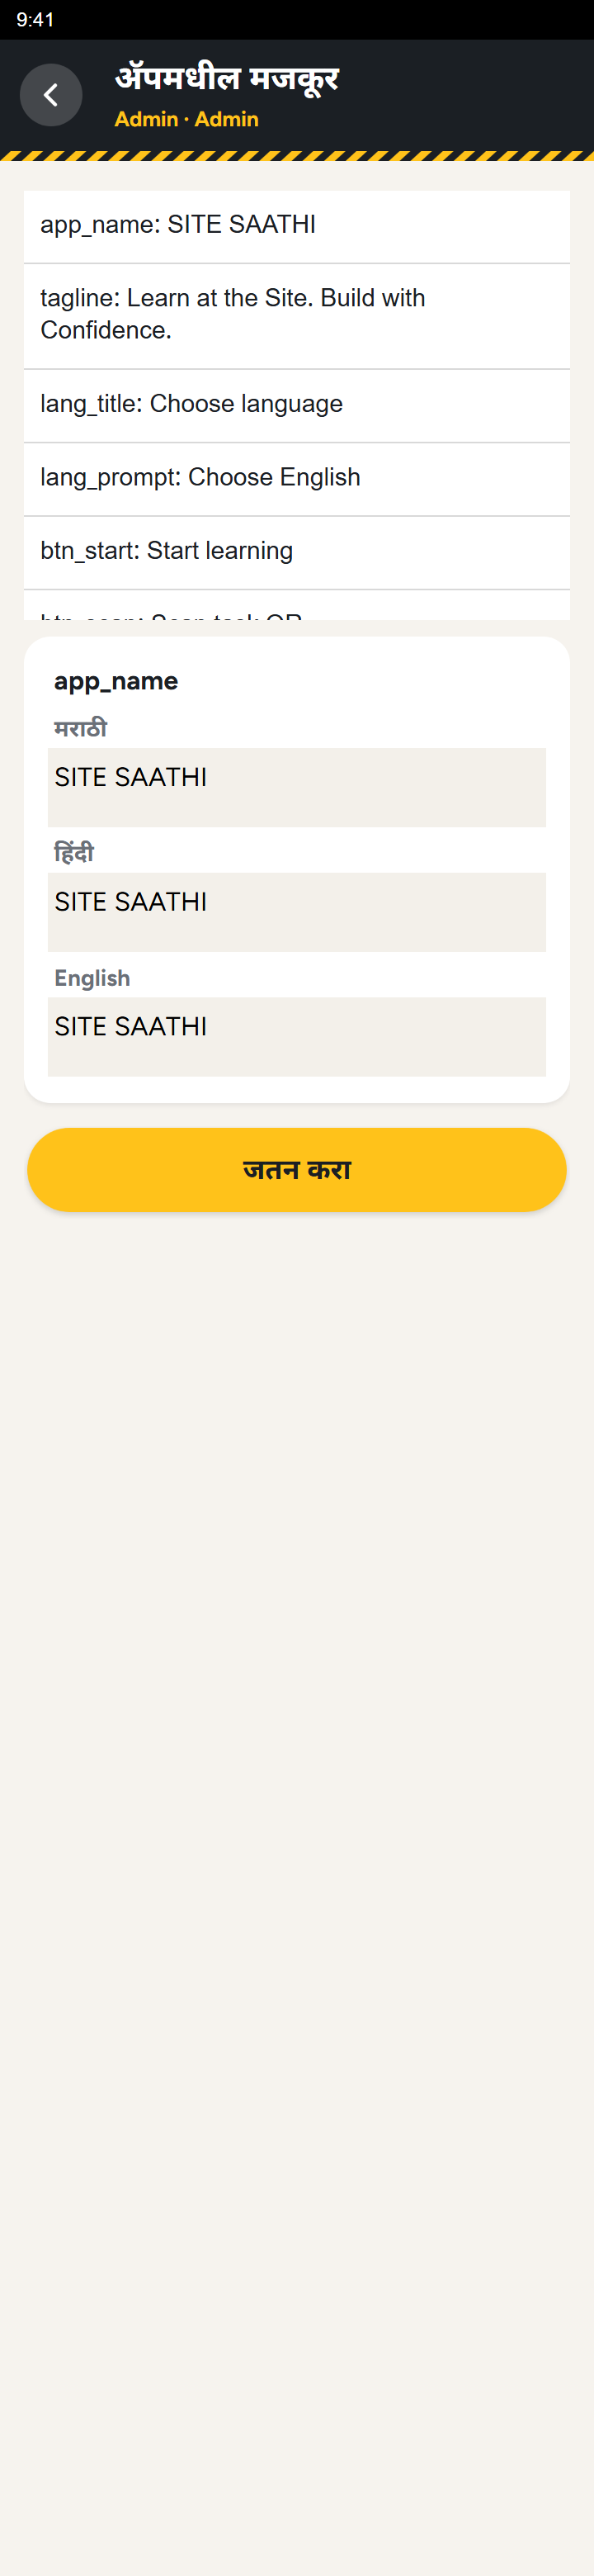 9:41
ॲपमधील मजकूर
Admin · Admin
app_name: SITE SAATHI
tagline: Learn at the Site. Build with
Confidence.
lang_title: Choose language
lang_prompt: Choose English
btn_start: Start learning
app_name
मराठी
SITE SAATHI
हिंदी
SITE SAATHI
English
SITE SAATHI
जतन करा